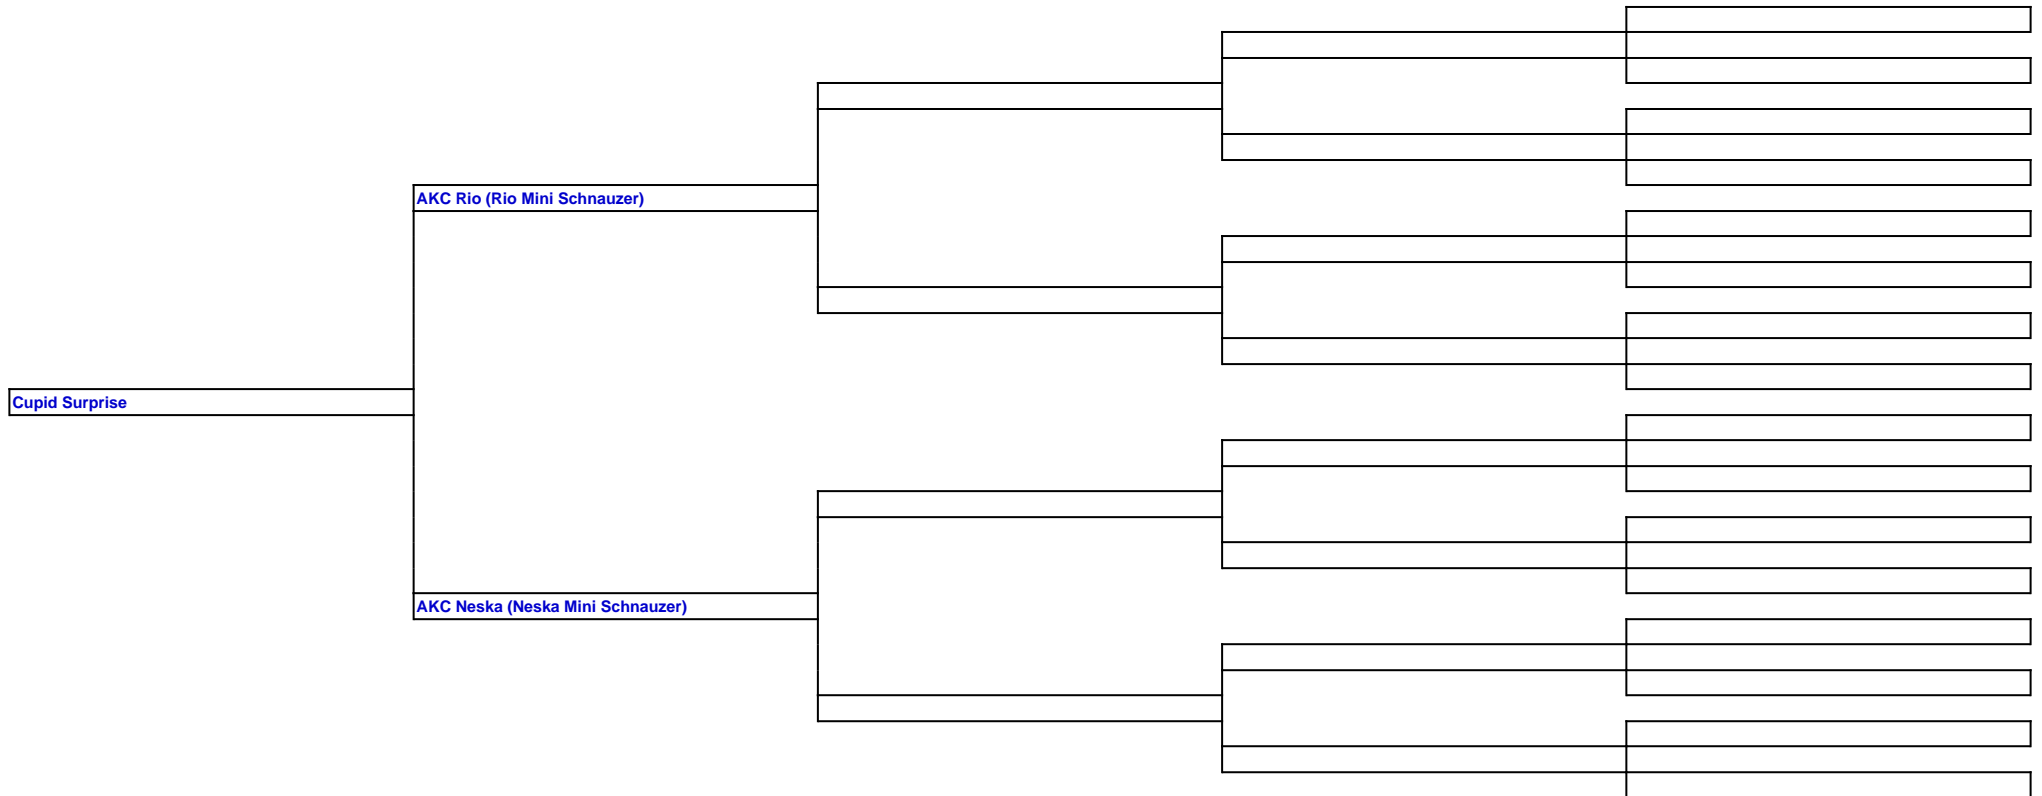 AKC Rio (Rio Mini Schnauzer)
Cupid Surprise
AKC Neska (Neska Mini Schnauzer)